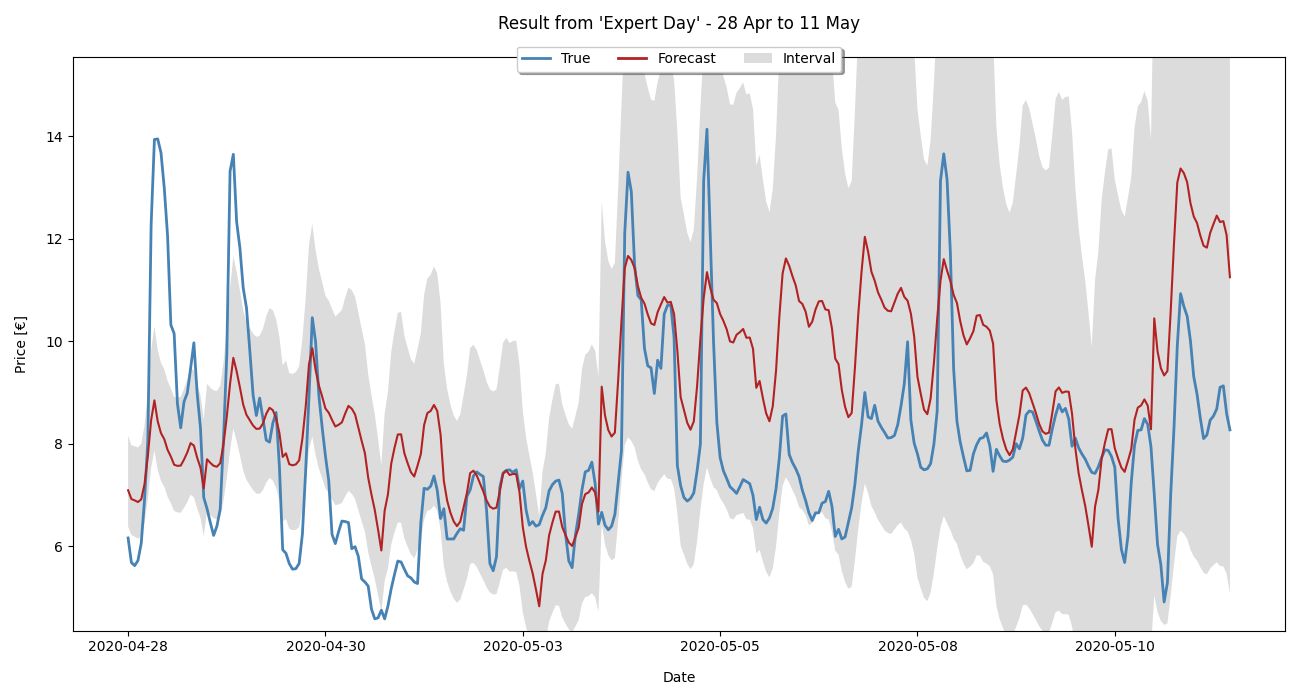 Result from 'Expert Day' - 28 Apr to 11 May
True Forecast Interval
Price [€]
14
12
10
8
6
2020-04-28 2020-04-30 2020-05-03 2020-05-05 2020-05-08 2020-05-10
Date